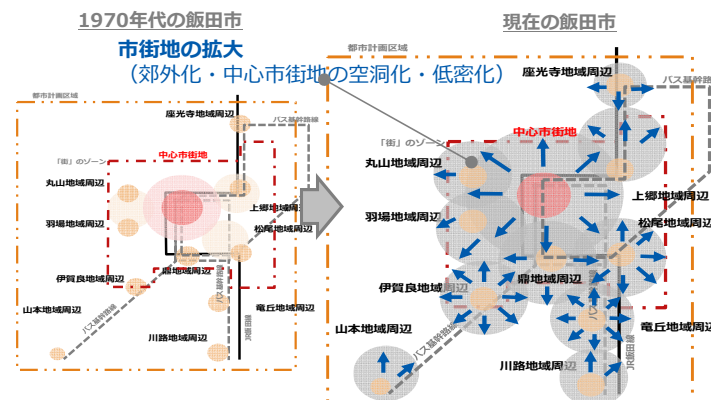 1970年代の飯田市
現在の飯田市
市街地の拡大
（郊外化・中心市街地の空洞化・低密化）
都市計画区域
座光寺地域周辺
バス基幹路線
中心市街地
「街」のゾーン
丸山地域周辺
羽場地域周辺
上郷地域周辺
松尾地域周辺
鼎地域周辺
伊賀良地域周辺
バス基幹路線
山本地域周辺
バス基幹路線
竜丘地域周辺
川路地域周辺
都市計画区域
座光寺地域周辺
バス基幹路線
中心市街地
「街」のゾーン
丸山地域周辺
上郷地域周辺
羽場地域周辺
松尾地域周辺
鼎地域周辺
伊賀良地域周辺
山本地域周辺
バス基幹路線
竜丘地域周辺
川路地域周辺
JR飯田線